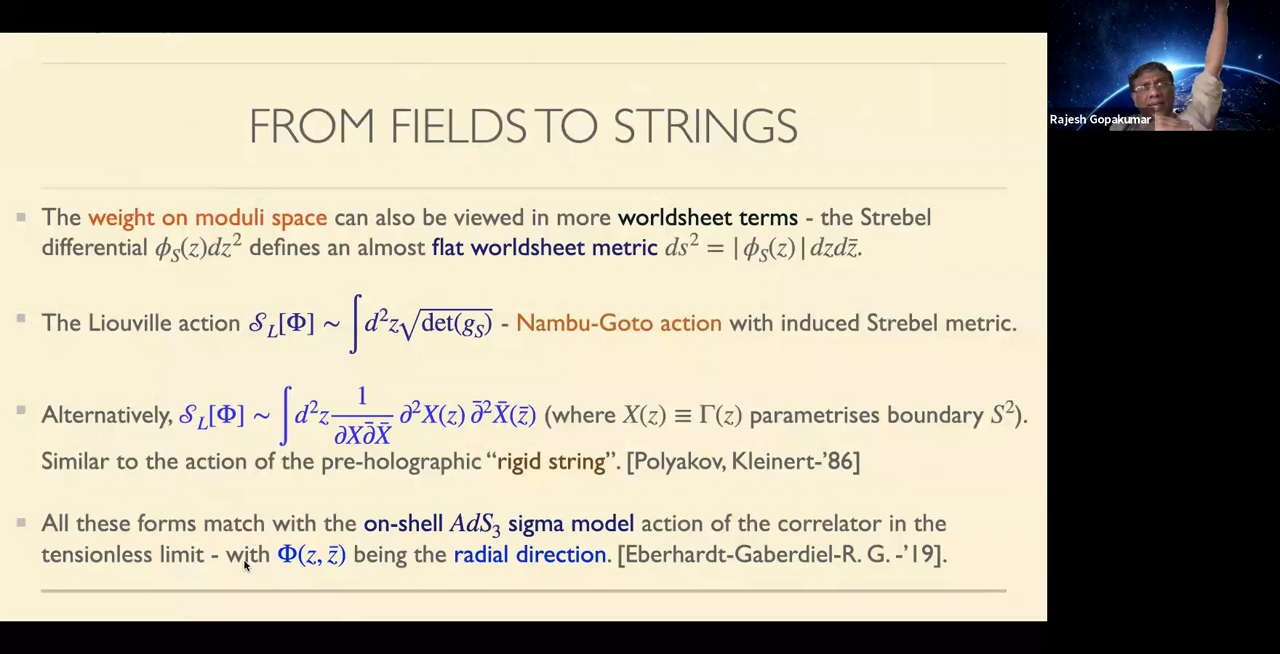 FROM FIELDS TO STRINGS
Rajesh Gopakumar
The weight on moduli space can also be viewed in more worldsheet terms - the Strebel
differential ϕ_S(z)dz² defines an almost flat worldsheet metric ds² = |ϕ_S(z)|dzdz̄.
The Liouville action 𝒮_L[Φ] ~ ∫d²z√det(g_S) - Nambu-Goto action with induced Strebel metric.
Alternatively, 𝒮_L[Φ] ~ ∫d²z 1/(∂X∂̄X̄) ∂²X(z) ∂̄²X̄(z̄) (where X(z) ≡ Γ(z) parametrises boundary S²).
Similar to the action of the pre-holographic “rigid string”. [Polyakov, Kleinert-’86]
All these forms match with the on-shell AdS₃ sigma model action of the correlator in the
tensionless limit - with Φ(z, z̄) being the radial direction. [Eberhardt-Gaberdiel-R. G. -’19].